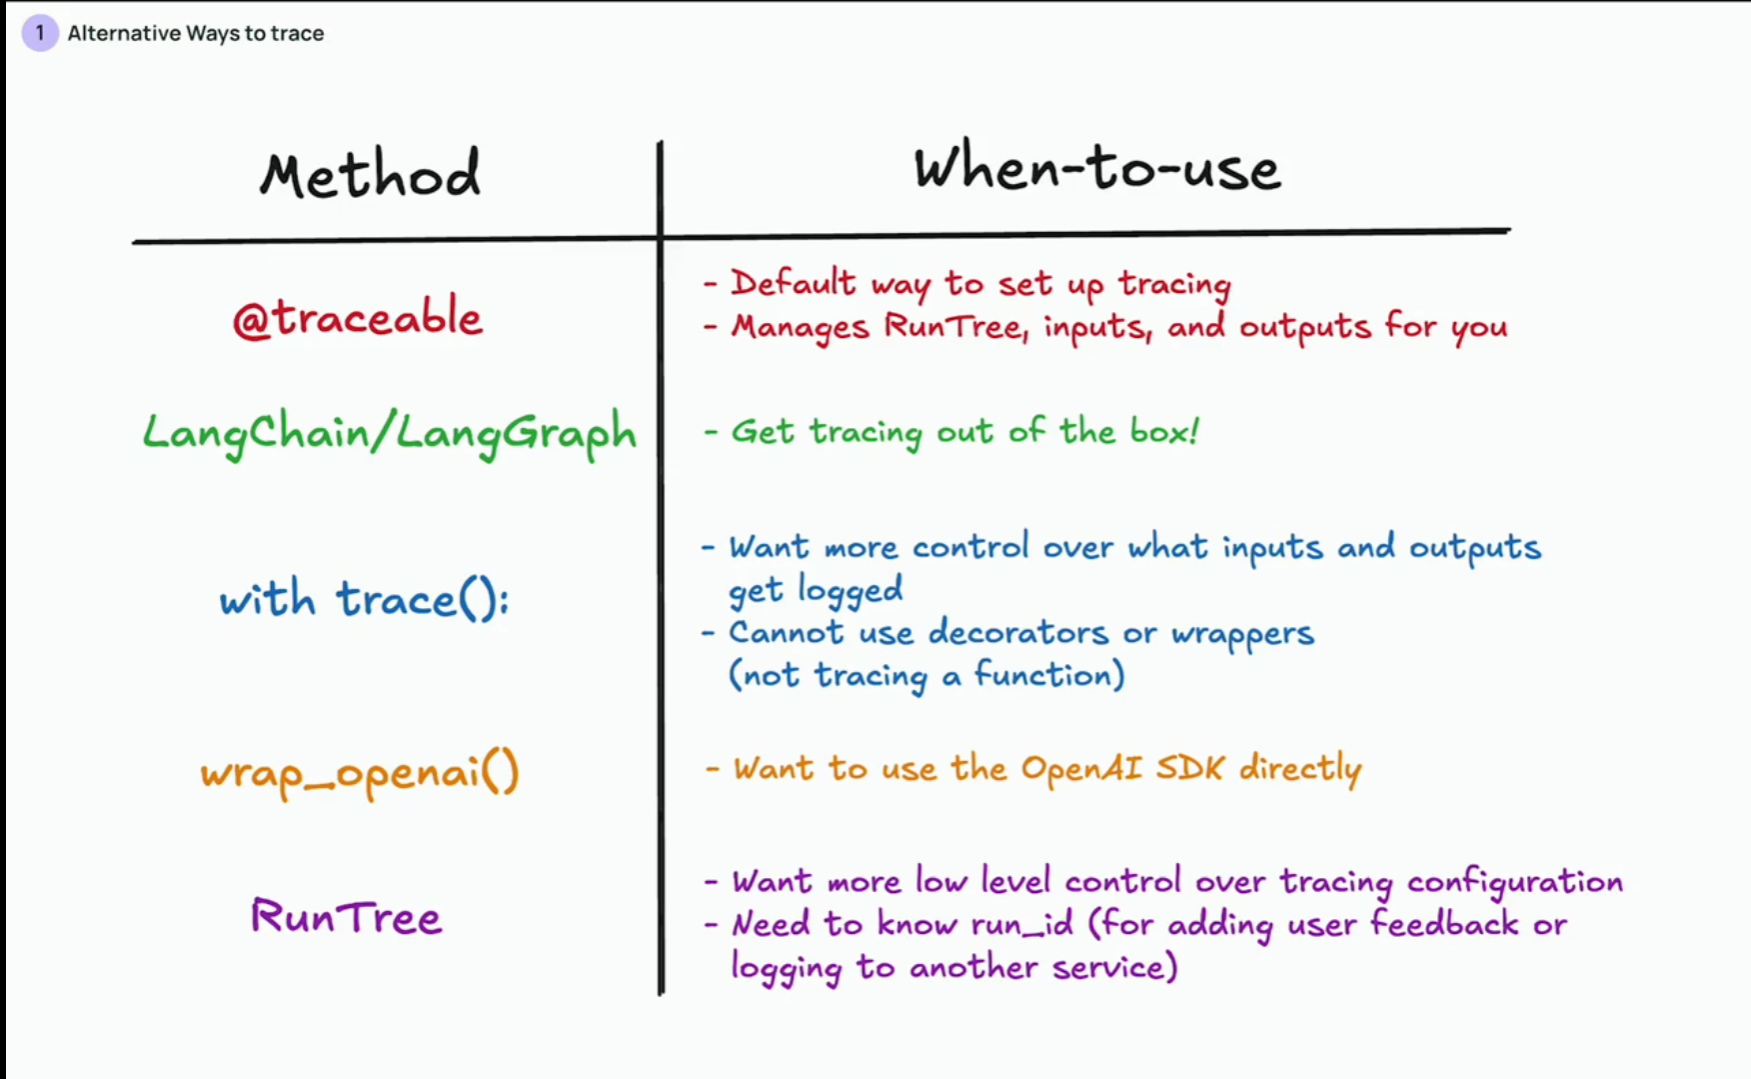 1 Alternative Ways to trace
Method
When-to-use
@traceable
- Default way to set up tracing
- Manages RunTree, inputs, and outputs for you
LangChain/LangGraph
- Get tracing out of the box!
with trace():
- Want more control over what inputs and outputs
get logged
- Cannot use decorators or wrappers
(not tracing a function)
wrap_openai()
- Want to use the OpenAI SDK directly
RunTree
- Want more low level control over tracing configuration
- Need to know run_id (for adding user feedback or
logging to another service)